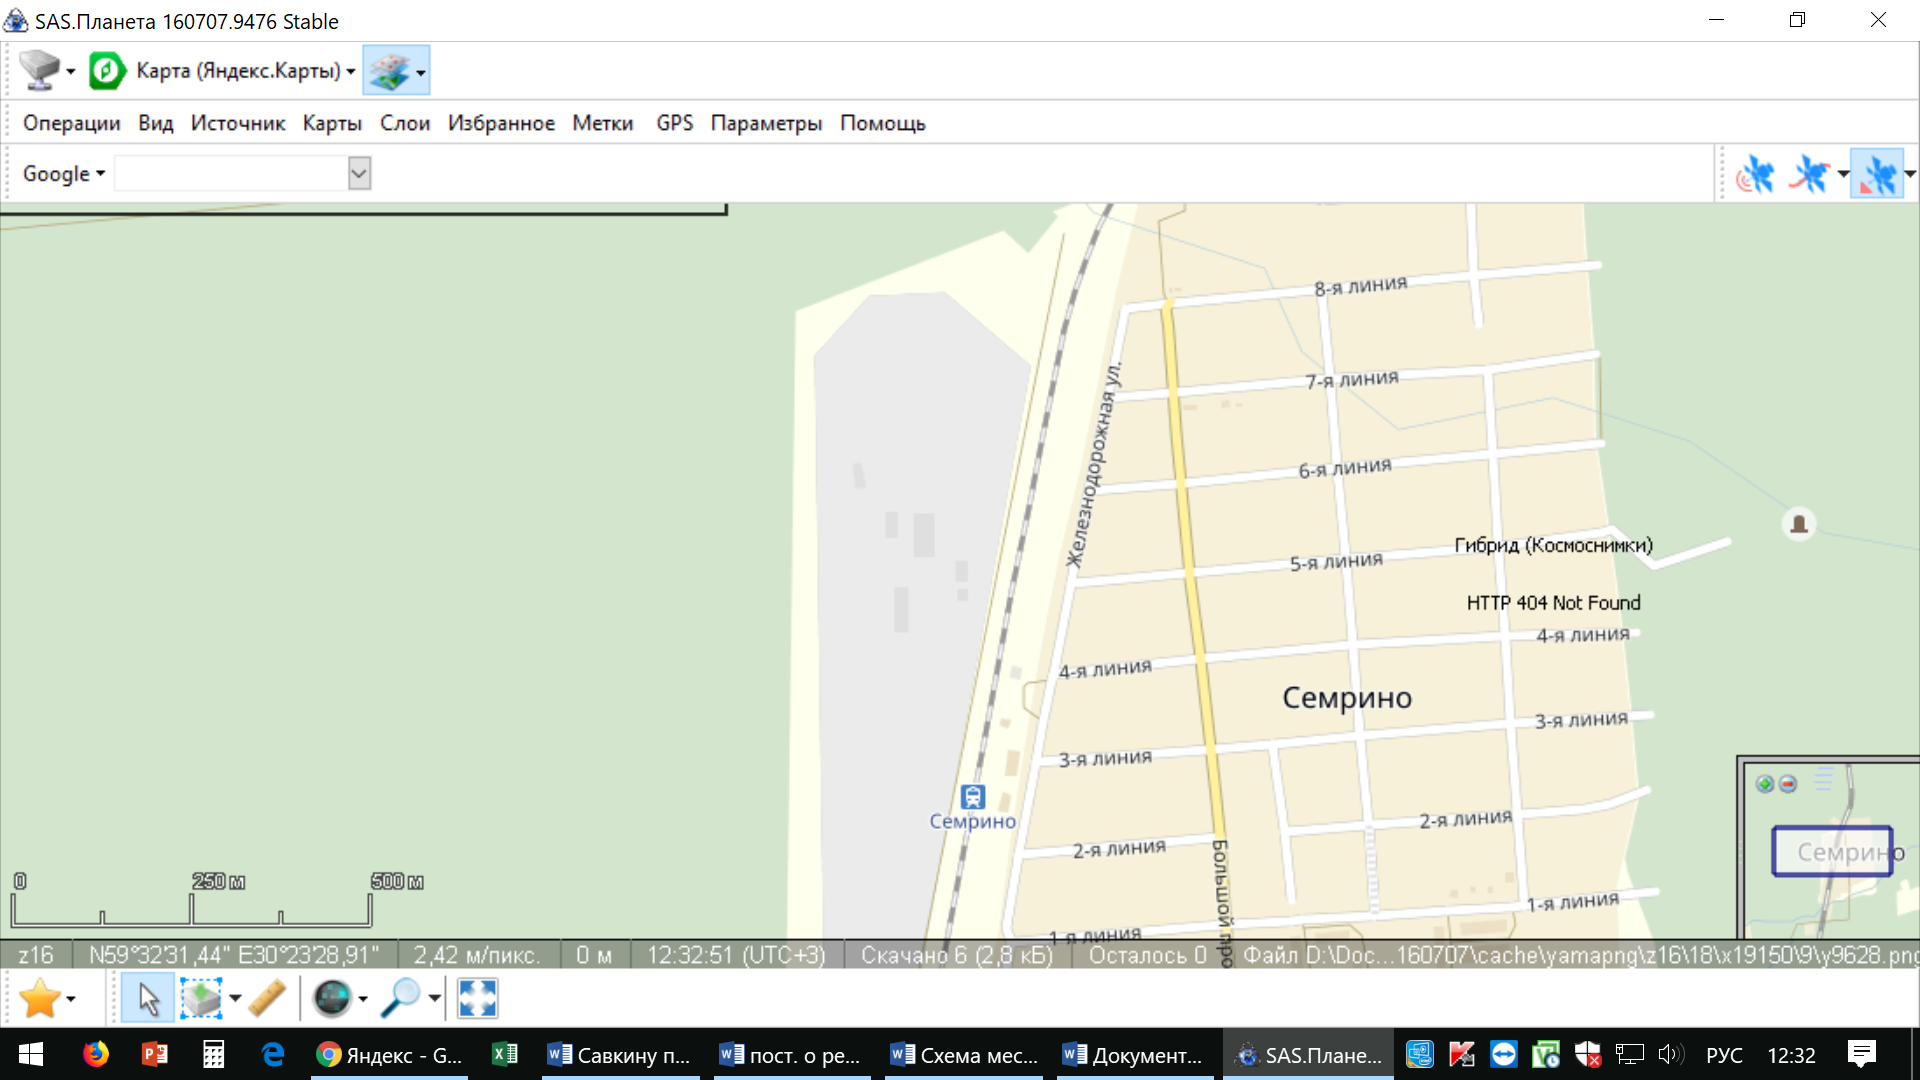 SAS.Планета 160707.9476 Stable
Карта (Яндекс.Карты)
Операции Вид Источник Карты Слои Избранное Метки GPS Параметры Помощь
Google
8-я линия
7-я линия
Железнодорожная ул.
6-я линия
5-я линия
Гибрид (Космоснимки)
HTTP 404 Not Found
4-я линия
4-я линия
Семрино
3-я линия
3-я линия
Семрино
2-я линия
2-я линия
Большой про
Семрино
1-я линия
1-я линия
0 250 м 500 м
z16 N59°32'31,44" E30°23'28,91" 2,42 м/пикс. 0 м 12:32:51 (UTC+3) Скачано 6 (2,8 кБ) Осталось 0 Файл D:\Doc...160707\cache\yamapng\z16\18\x19150\9\y9628.png
Яндекс - G... Савкину п... пост. о ре... Схема мес... Документ... SAS.Плане... РУС 12:32